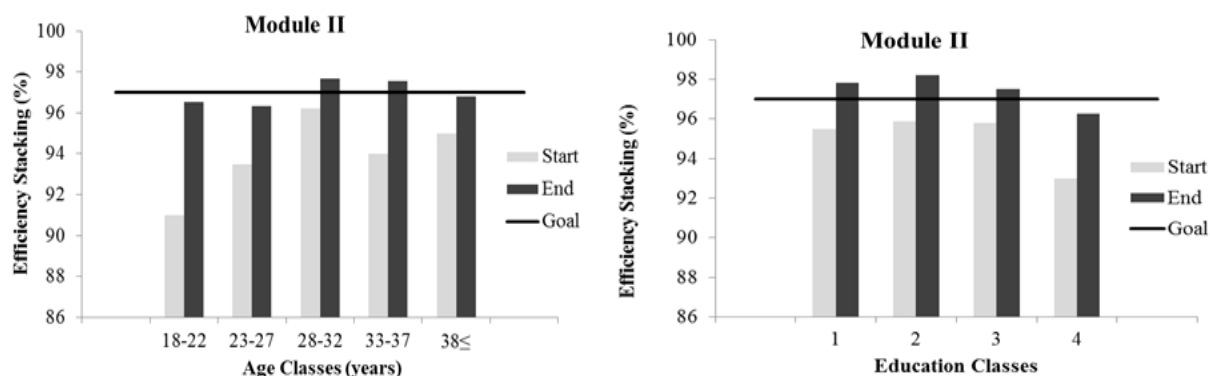 Module II
Efficiency Stacking (%)
100
98
96
94
92
90
88
86
18-22 23-27 28-32 33-37 38≤
Age Classes (years)
Start
End
Goal
Module II
Efficiency Stacking (%)
100
98
96
94
92
90
88
86
1 2 3 4
Education Classes
Start
End
Goal